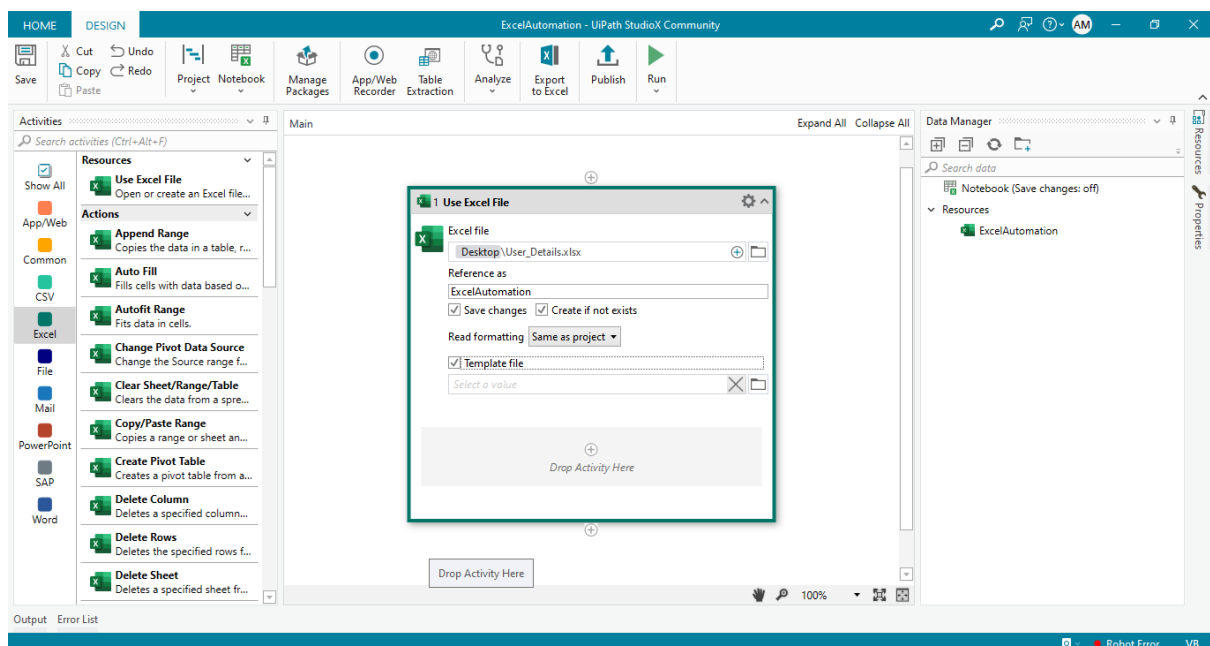 HOME DESIGN ExcelAutomation - UiPath StudioX Community AM
Save Cut Copy Paste Undo Redo Project Notebook Manage Packages App/Web Recorder Table Extraction Analyze Export to Excel Publish Run
Activities
Search activities (Ctrl+Alt+F)
Show All
App/Web
Common
CSV
Excel
File
Mail
PowerPoint
SAP
Word
Resources
Use Excel File
Open or create an Excel file...
Actions
Append Range
Copies the data in a table, r...
Auto Fill
Fills cells with data based o...
Autofit Range
Fits data in cells.
Change Pivot Data Source
Change the Source range f...
Clear Sheet/Range/Table
Clears the data from a spre...
Copy/Paste Range
Copies a range or sheet an...
Create Pivot Table
Creates a pivot table from a...
Delete Column
Deletes a specified column...
Delete Rows
Deletes the specified rows f...
Delete Sheet
Deletes a specified sheet fr...
Main Expand All Collapse All
1 Use Excel File
Excel file
Desktop\User_Details.xlsx
Reference as
ExcelAutomation
Save changes Create if not exists
Read formatting Same as project
Template file
Select a value
Drop Activity Here
Drop Activity Here
100%
Data Manager
Search data
Notebook (Save changes: off)
Resources
ExcelAutomation
Resources
Properties
Output Error List
Robot Error VB